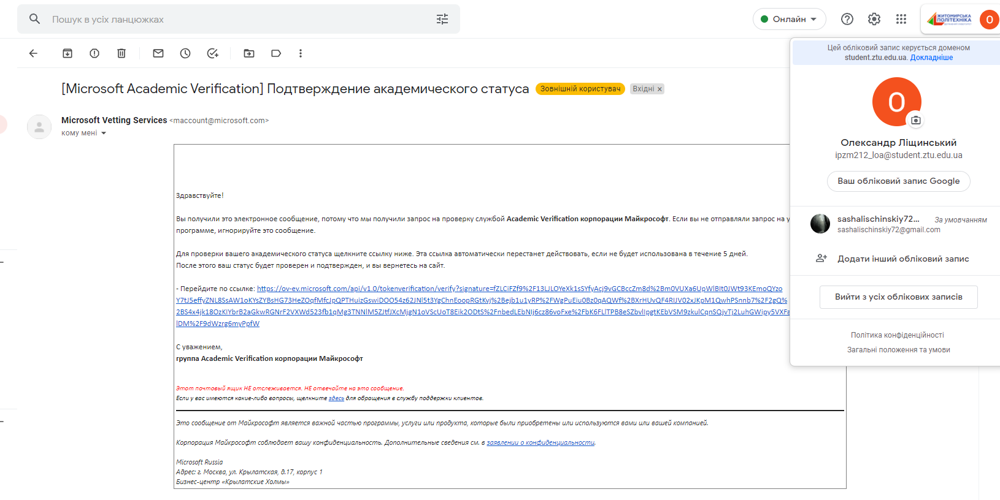 Пошук в усіх ланцюжках
Онлайн
ЖИТОМИРСЬКА
ПОЛІТЕХНІКА
О
Цей обліковий запис керується доменом
student.ztu.edu.ua. Докладніше
[Microsoft Academic Verification] Подтверждение академического статуса
Зовнішній користувач
Вхідні ×
Microsoft Vetting Services <maccount@microsoft.com>
кому мені
О
Олександр Ліщинський
ipzm212_loa@student.ztu.edu.ua
Ваш обліковий запис Google
sashalischinskiy72...
За умовчанням
sashalischinskiy72@gmail.com
Додати інший обліковий запис
Вийти з усіх облікових записів
Політика конфіденційності
Загальні положення та умови
Здравствуйте!
Вы получили это электронное сообщение, потому что мы получили запрос на проверку службой Academic Verification корпорации Майкрософт. Если вы не отправляли запрос на у
программе, игнорируйте это сообщение.
Для проверки вашего академического статуса щелкните ссылку ниже. Эта ссылка автоматически перестанет действовать, если не будет использована в течение 5 дней.
После этого ваш статус будет проверен и подтвержден, и вы вернетесь на сайт.
- Перейдите по ссылке: https://ov-ev.microsoft.com/api/v1.0/tokenverification/verify?signature=fZLCiFZf9%2F13LJLOYeXk1sSYfyAcj9vGCBccZm8d%2Bm0VUXa6UpWlBIt0JWt93KEmoQYzo
Y7tJ5effyZNL8SsAW1oKYsZYBsHG73HeZOqfMfcJpQPTHuizGswiDOO54z62JNl5t3YgChnEoopRGtKvj%2Bejb1u1yRP%2FWgPuEiu0Bz0qAQWf%2BXrHUvQF4RlJV02xJKpM1QwhPSnnb7%2F2gQ%
2BS4x4jk18OzKIYbrB2aGkwRGNrF2VXWd523fb1qMg3TNNlM5ZJtfJXcMjgN1oVScUoT8Eik2ODtS%2FnbedLEbNIj6cz86voFxe%2FbK6FLlTPB8eSZbvlIpgtKEbVSM9zkulCqnSQjvTj2LuhGWipy5VXFa
lDM%2F9dWzrg6myPpfW
С уважением,
группа Academic Verification корпорации Майкрософт
Этот почтовый ящик НЕ отслеживается. НЕ отвечайте на это сообщение.
Если у вас имеются какие-либо вопросы, щелкните здесь для обращения в службу поддержки клиентов.
Это сообщение от Майкрософт является важной частью программы, услуги или продукта, которые были приобретены или используются вами или вашей компанией.
Корпорация Майкрософт соблюдает вашу конфиденциальность. Дополнительные сведения см. в заявлении о конфиденциальности.
Microsoft Russia
Адрес: г. Москва, ул. Крылатская, д.17, корпус 1
Бизнес-центр «Крылатские Холмы»